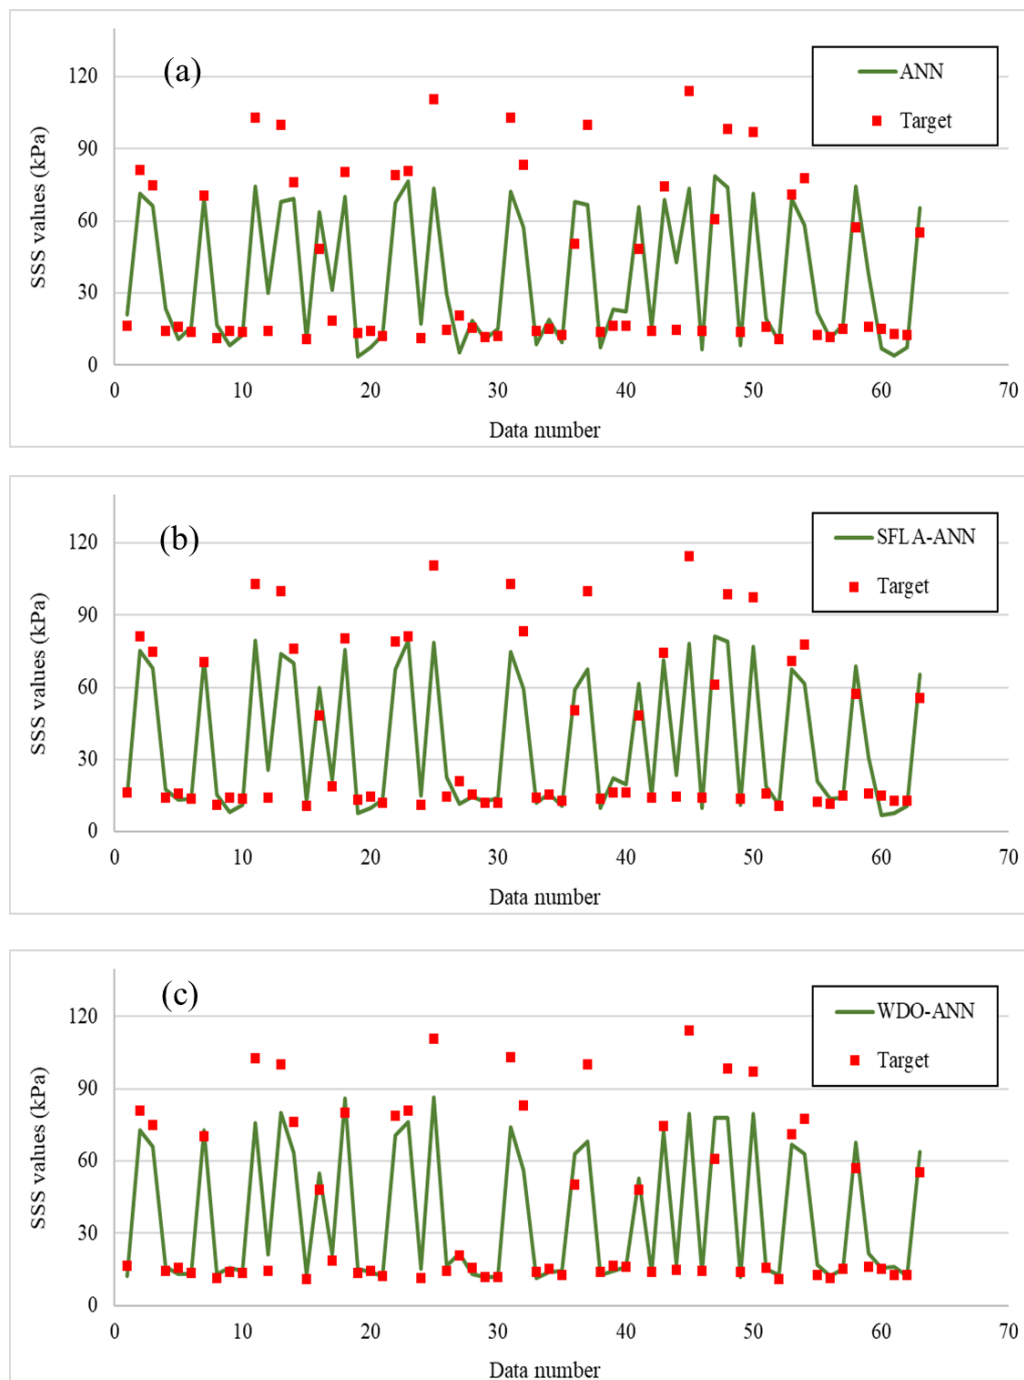 (a)
ANN
Target
SSS values (kPa)
120
90
60
30
0
0 10 20 30 40 50 60 70
Data number
(b)
SFLA-ANN
Target
SSS values (kPa)
120
90
60
30
0
0 10 20 30 40 50 60 70
Data number
(c)
WDO-ANN
Target
SSS values (kPa)
120
90
60
30
0
0 10 20 30 40 50 60 70
Data number